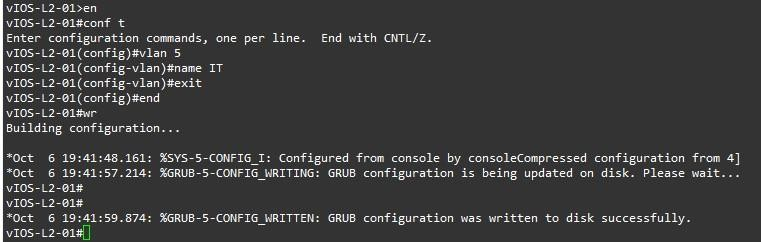 vIOS-L2-01>en
vIOS-L2-01#conf t
Enter configuration commands, one per line.  End with CNTL/Z.
vIOS-L2-01(config)#vlan 5
vIOS-L2-01(config-vlan)#name IT
vIOS-L2-01(config-vlan)#exit
vIOS-L2-01(config)#end
vIOS-L2-01#wr
Building configuration...
*Oct  6 19:41:48.161: %SYS-5-CONFIG_I: Configured from console by consoleCompressed configuration from 4]
*Oct  6 19:41:57.214: %GRUB-5-CONFIG_WRITING: GRUB configuration is being updated on disk. Please wait...
vIOS-L2-01#
vIOS-L2-01#
*Oct  6 19:41:59.874: %GRUB-5-CONFIG_WRITTEN: GRUB configuration was written to disk successfully.
vIOS-L2-01#